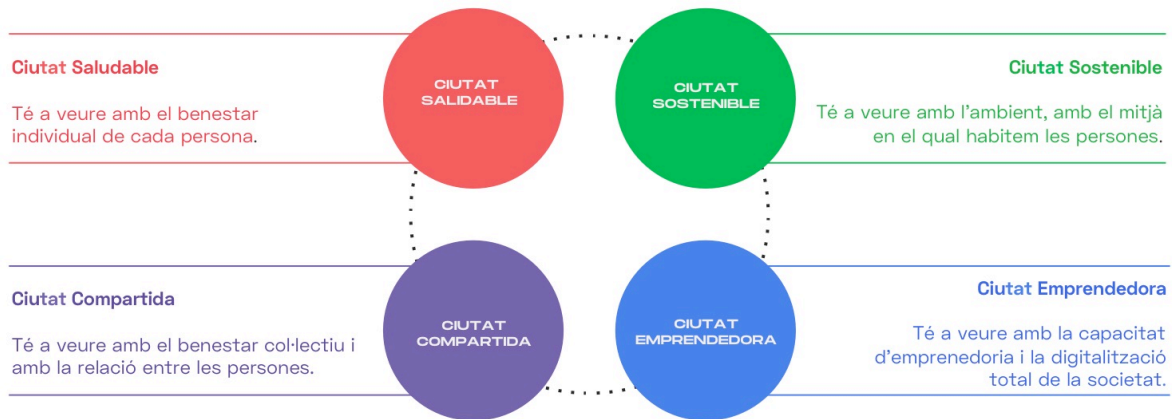 Ciutat Saludable
Té a veure amb el benestar
individual de cada persona.
CIUTAT
SALIDABLE
CIUTAT
SOSTENIBLE
Ciutat Sostenible
Té a veure amb l'ambient, amb el mitjà
en el qual habitem les persones.
Ciutat Compartida
Té a veure amb el benestar col·lectiu i
amb la relació entre les persones.
CIUTAT
COMPARTIDA
CIUTAT
EMPRENDEDORA
Ciutat Emprendedora
Té a veure amb la capacitat
d'emprenedoria i la digitalització
total de la societat.